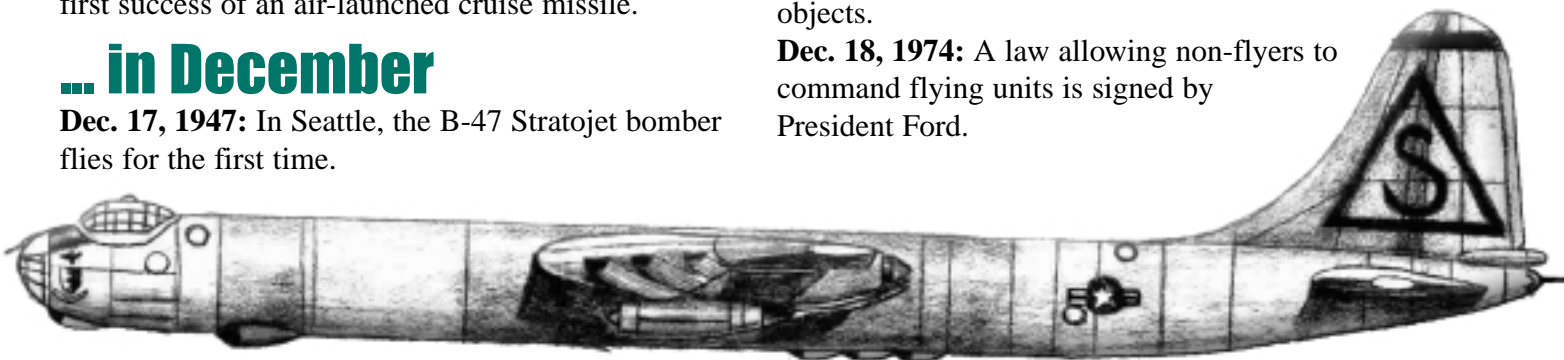 first success of an air-launched cruise missile.
... in December
Dec. 17, 1947: In Seattle, the B-47 Stratojet bomber
flies for the first time.
objects.
Dec. 18, 1974: A law allowing non-flyers to
command flying units is signed by
President Ford.
S